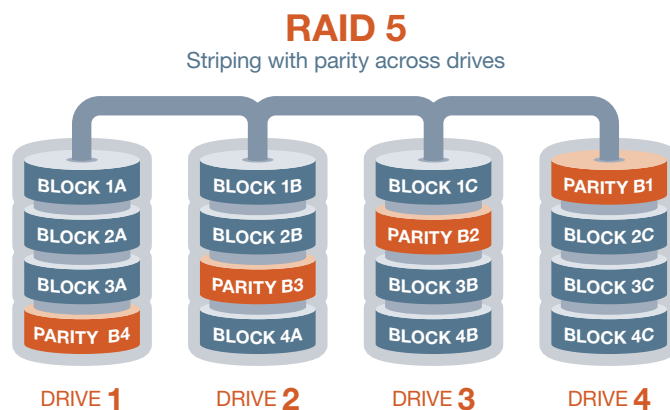 RAID 5
Striping with parity across drives
BLOCK 1A
BLOCK 2A
BLOCK 3A
PARITY B4
DRIVE 1
BLOCK 1B
BLOCK 2B
PARITY B3
BLOCK 4A
DRIVE 2
BLOCK 1C
PARITY B2
BLOCK 3B
BLOCK 4B
DRIVE 3
PARITY B1
BLOCK 2C
BLOCK 3C
BLOCK 4C
DRIVE 4